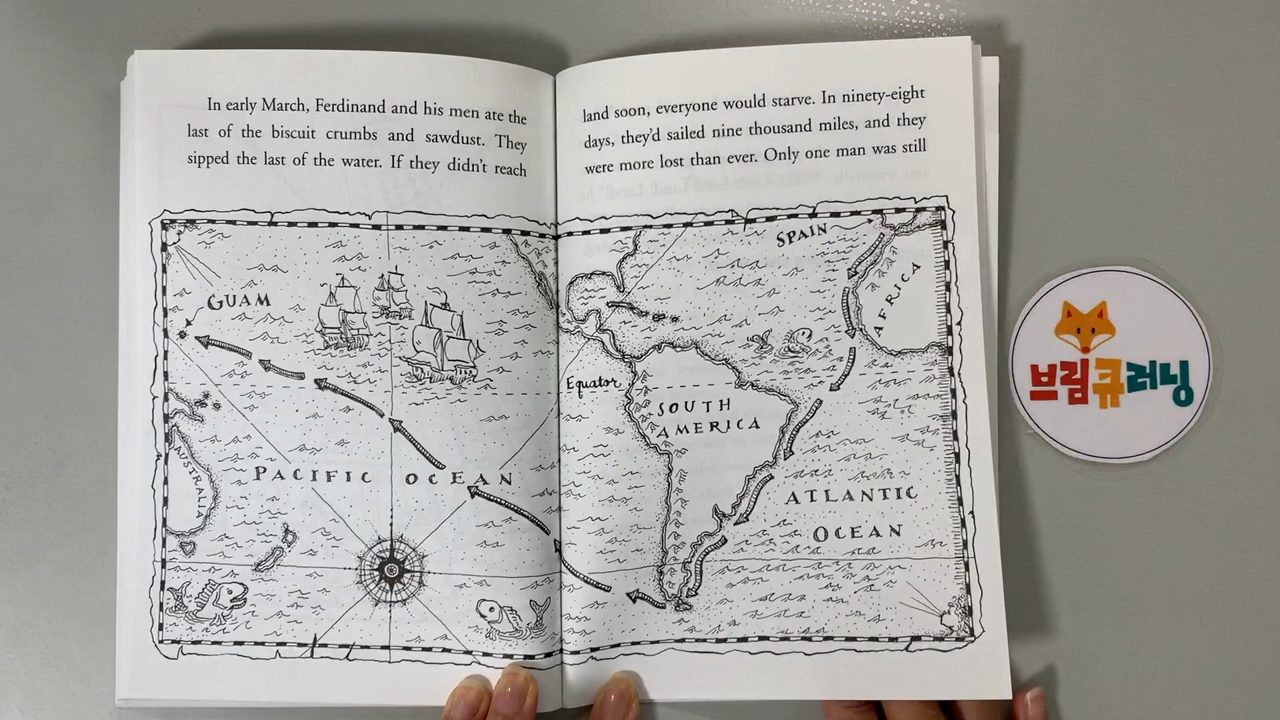 In early March, Ferdinand and his men ate the
last of the biscuit crumbs and sawdust. They
sipped the last of the water. If they didn't reach
land soon, everyone would starve. In ninety-eight
days, they'd sailed nine thousand miles, and they
were more lost than ever. Only one man was still
GUAM
AUSTRALIA
PACIFIC OCEAN
Equator
SOUTH
AMERICA
SPAIN
AFRICA
ATLANTIC
OCEAN
브림큐러닝